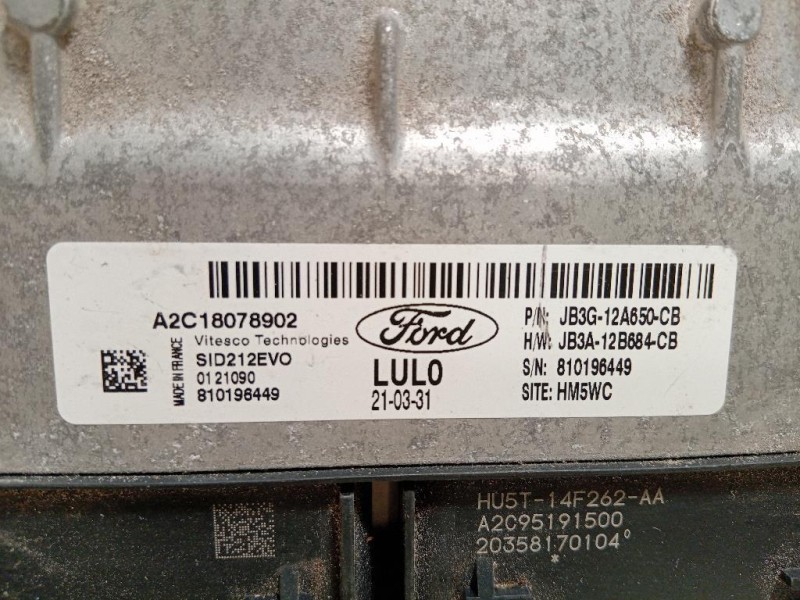 A2C18078902
MADE IN FRANCE
Vitesco Technologies
SID212EVO
0121090
810196449
Ford
LUL0
21-03-31
P/N: JB3G-12A650-CB
H/W: JB3A-12B684-CB
S/N: 810196449
SITE: HM5WC
HU5T-14F262-AA
A2C95191500
20358170104
*